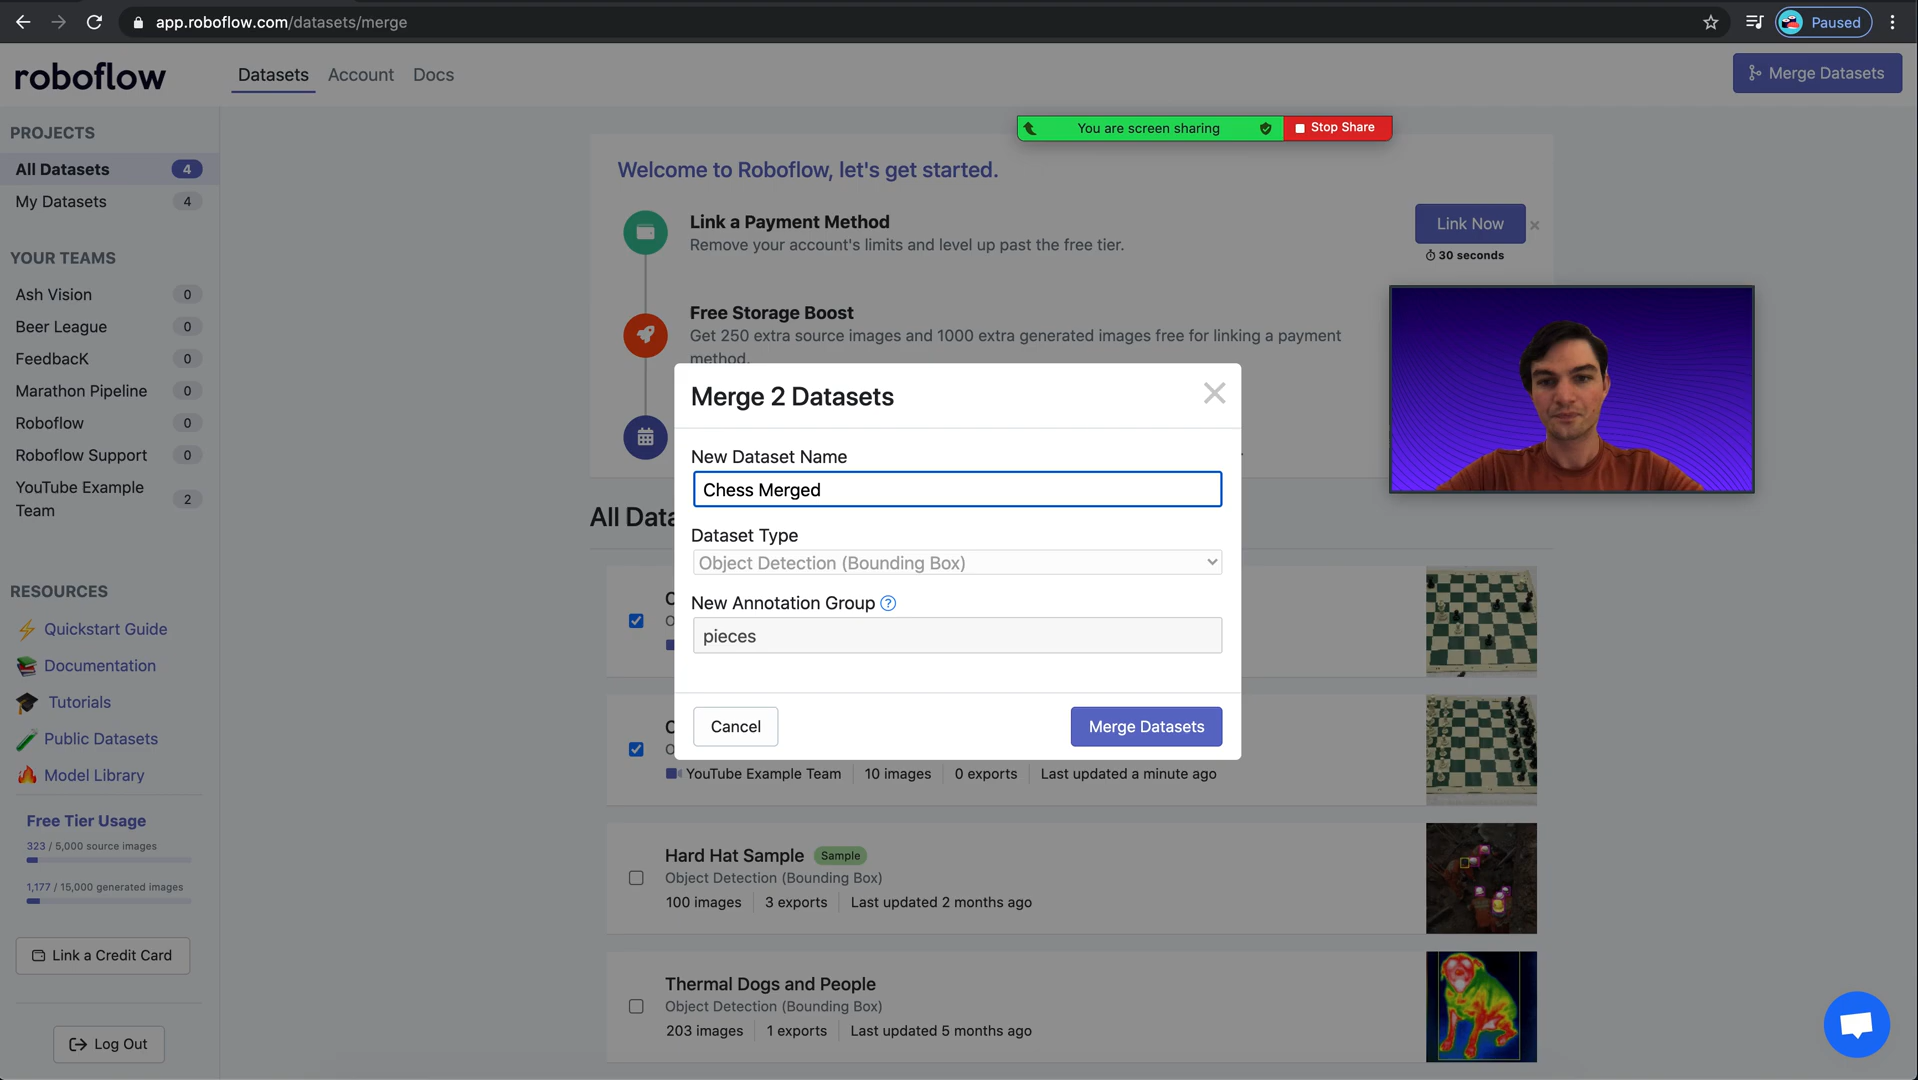 app.roboflow.com/datasets/merge
Paused
roboflow
Datasets
Account
Docs
Merge Datasets
PROJECTS
All Datasets
4
My Datasets
4
YOUR TEAMS
Ash Vision
0
Beer League
0
FeedbacK
0
Marathon Pipeline
0
Roboflow
0
Roboflow Support
0
YouTube Example
Team
2
RESOURCES
Quickstart Guide
Documentation
Tutorials
Public Datasets
Model Library
Free Tier Usage
323 / 5,000 source images
1,177 / 15,000 generated images
Link a Credit Card
Log Out
You are screen sharing
Stop Share
Welcome to Roboflow, let's get started.
Link a Payment Method
Remove your account's limits and level up past the free tier.
Link Now
30 seconds
Free Storage Boost
Get 250 extra source images and 1000 extra generated images free for linking a payment
method.
Merge 2 Datasets
New Dataset Name
Chess Merged
Dataset Type
Object Detection (Bounding Box)
New Annotation Group
pieces
Cancel
Merge Datasets
YouTube Example Team
10 images
0 exports
Last updated a minute ago
Hard Hat Sample
Sample
Object Detection (Bounding Box)
100 images
3 exports
Last updated 2 months ago
Thermal Dogs and People
Object Detection (Bounding Box)
203 images
1 exports
Last updated 5 months ago